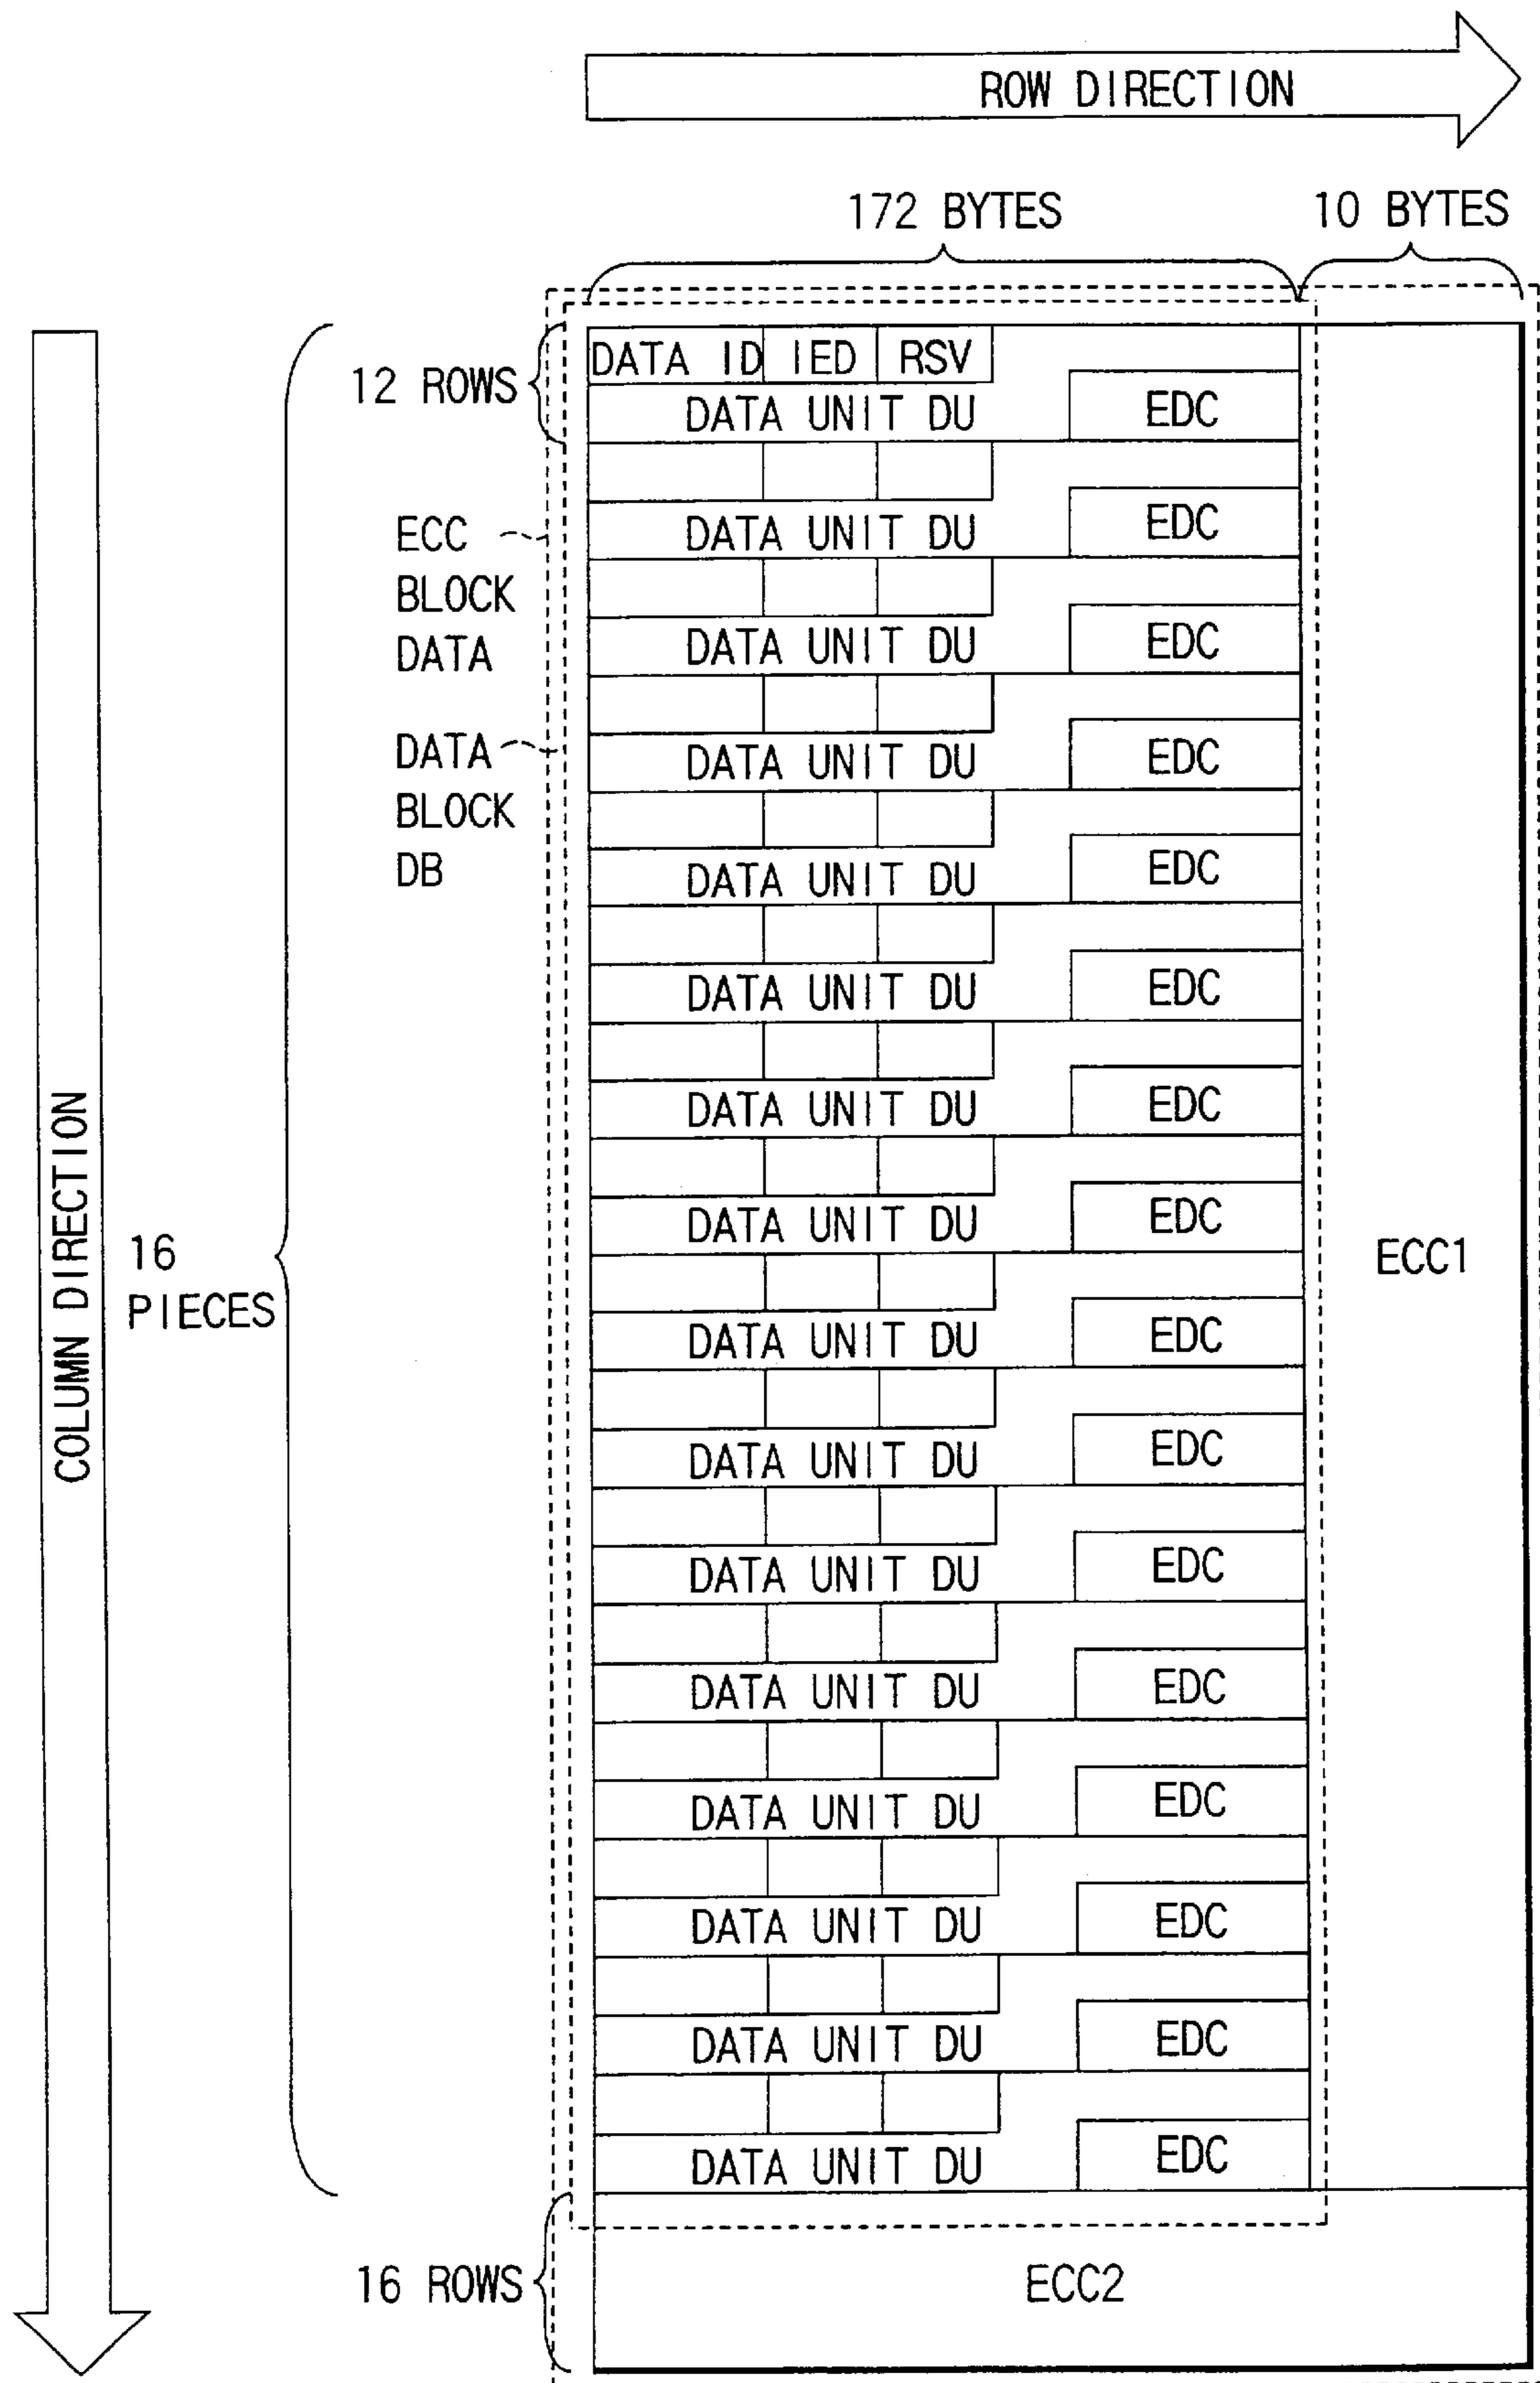 ROW DIRECTION
172 BYTES
10 BYTES
12 ROWS
DATA ID IED RSV
DATA UNIT DU EDC
ECC
BLOCK
DATA
DATA UNIT DU EDC
DATA UNIT DU EDC
DATA
BLOCK
DB
DATA UNIT DU EDC
DATA UNIT DU EDC
DATA UNIT DU EDC
DATA UNIT DU EDC
COLUMN DIRECTION
16
PIECES
DATA UNIT DU EDC
ECC1
DATA UNIT DU EDC
DATA UNIT DU EDC
DATA UNIT DU EDC
DATA UNIT DU EDC
DATA UNIT DU EDC
DATA UNIT DU EDC
DATA UNIT DU EDC
DATA UNIT DU EDC
16 ROWS
ECC2